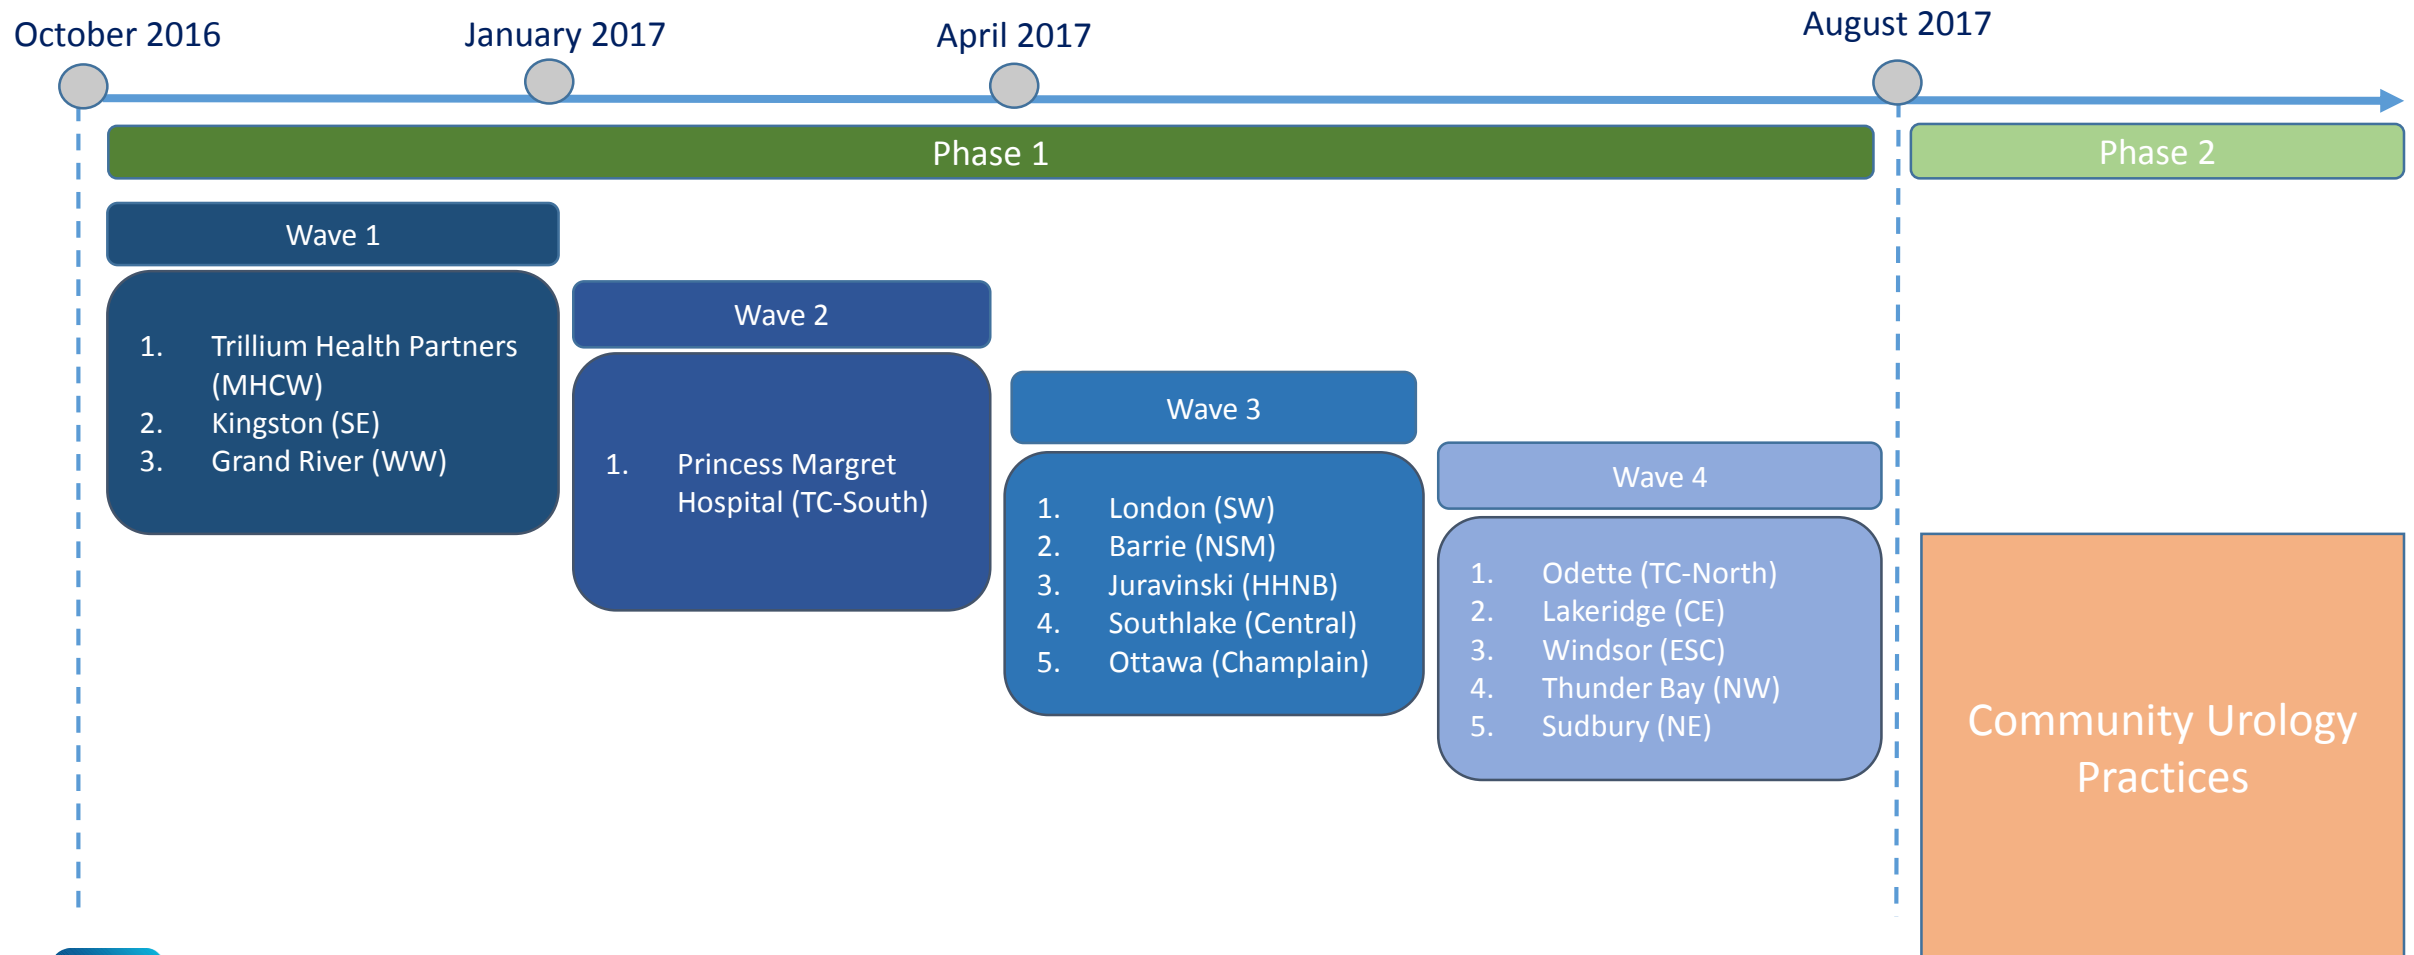 October 2016
January 2017
April 2017
August 2017
Phase 1
Phase 2
Wave 1
1. Trillium Health Partners
(MHCW)
2. Kingston (SE)
3. Grand River (WW)
Wave 2
1. Princess Margret
Hospital (TC-South)
Wave 3
1. London (SW)
2. Barrie (NSM)
3. Juravinski (HHNB)
4. Southlake (Central)
5. Ottawa (Champlain)
Wave 4
1. Odette (TC-North)
2. Lakeridge (CE)
3. Windsor (ESC)
4. Thunder Bay (NW)
5. Sudbury (NE)
Community Urology
Practices